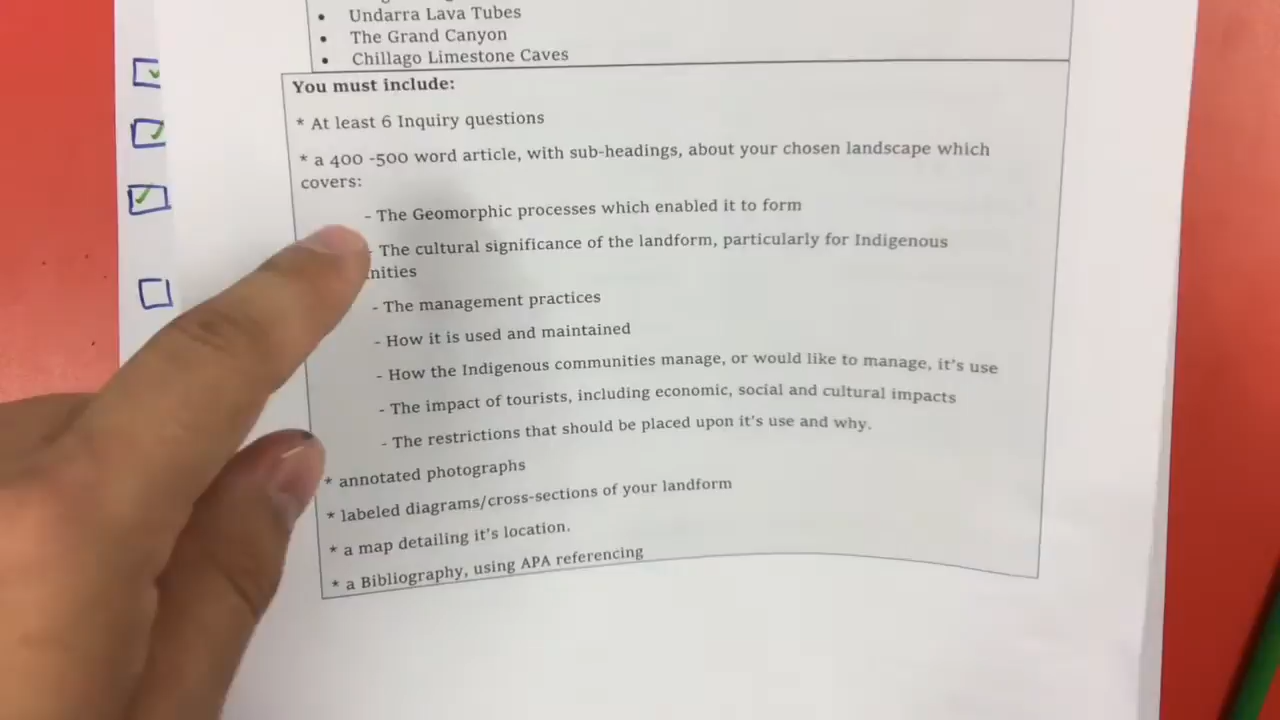 • Undarra Lava Tubes
• The Grand Canyon
• Chillago Limestone Caves
You must include:
* At least 6 Inquiry questions
* a 400 -500 word article, with sub-headings, about your chosen landscape which
covers:
- The Geomorphic processes which enabled it to form
- The cultural significance of the landform, particularly for Indigenous
nities
- The management practices
- How it is used and maintained
- How the Indigenous communities manage, or would like to manage, it's use
- The impact of tourists, including economic, social and cultural impacts
- The restrictions that should be placed upon it's use and why.
* annotated photographs
* labeled diagrams/cross-sections of your landform
* a map detailing it's location.
* a Bibliography, using APA referencing